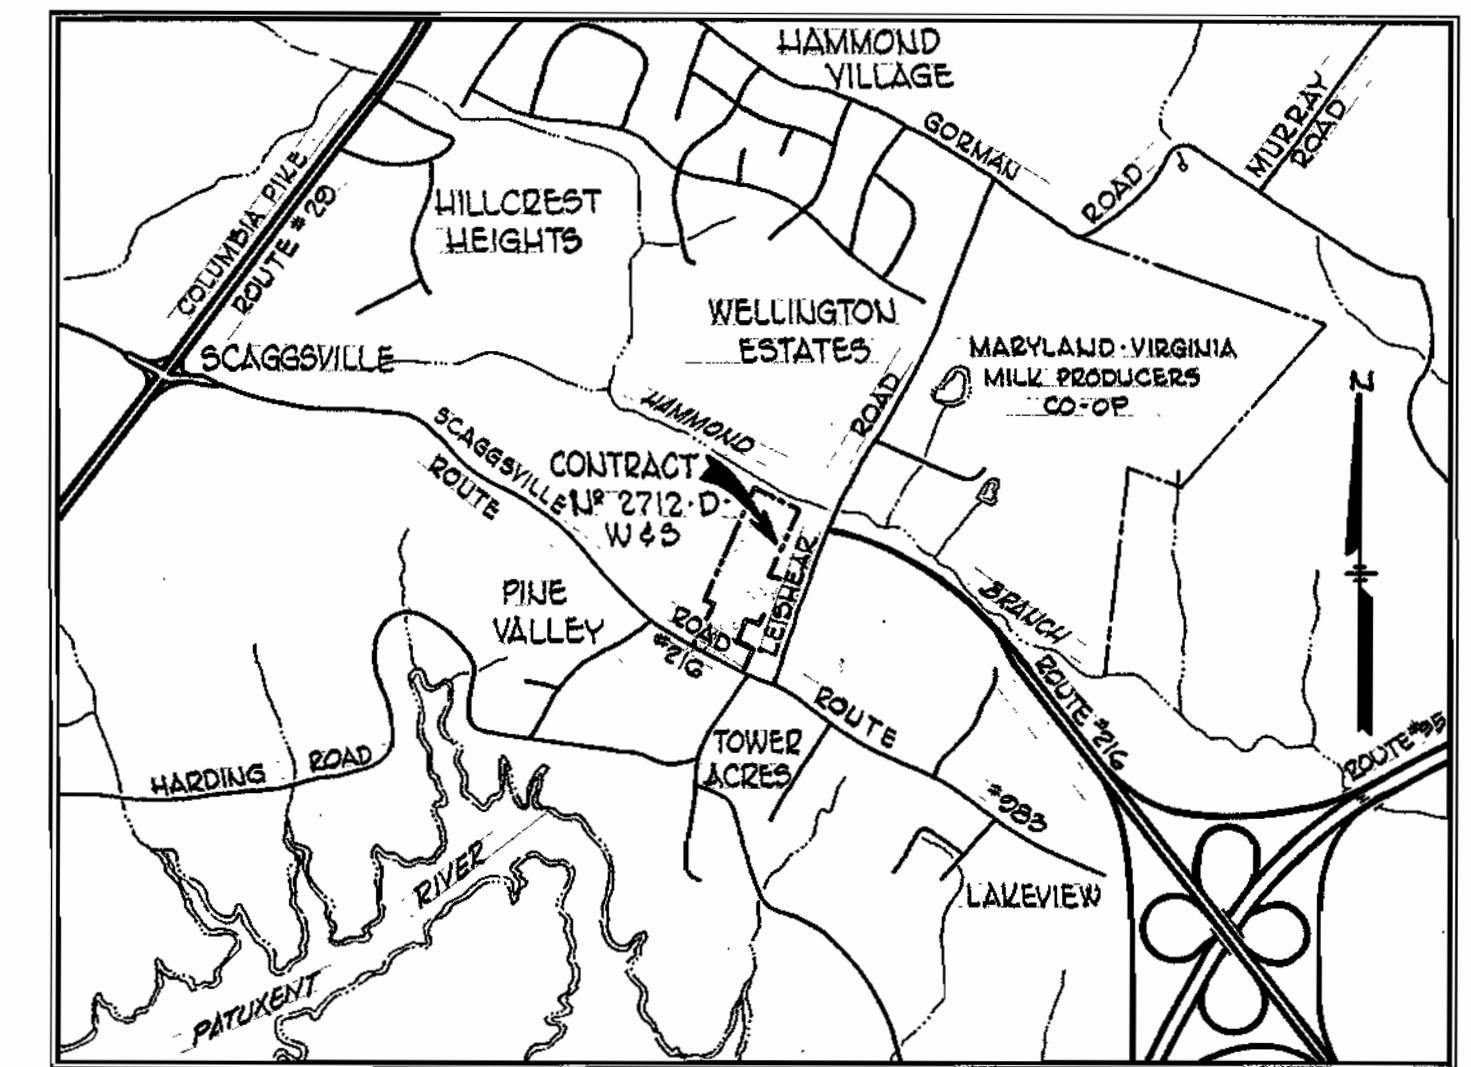 HAMMOND
VILLAGE
GORMAN
ROAD
MURRAY
ROAD
COLUMBIA PIKE
ROUTE #29
HILLCREST
HEIGHTS
WELLINGTON
ESTATES
MARYLAND-VIRGINIA
MILK PRODUCERS
CO-OP
SCAGGSVILLE
N
HAMMOND
ROAD
SCAGGSVILLE
ROUTE
CONTRACT
Nº 2712-D-
W & S
LEISHEAR
PINE
VALLEY
ROAD
#216
BRANCH
ROUTE #216
ROUTE
#983
TOWER
ACRES
HARDING ROAD
ROUTE #95
RIVER
LAKEVIEW
PATUXENT